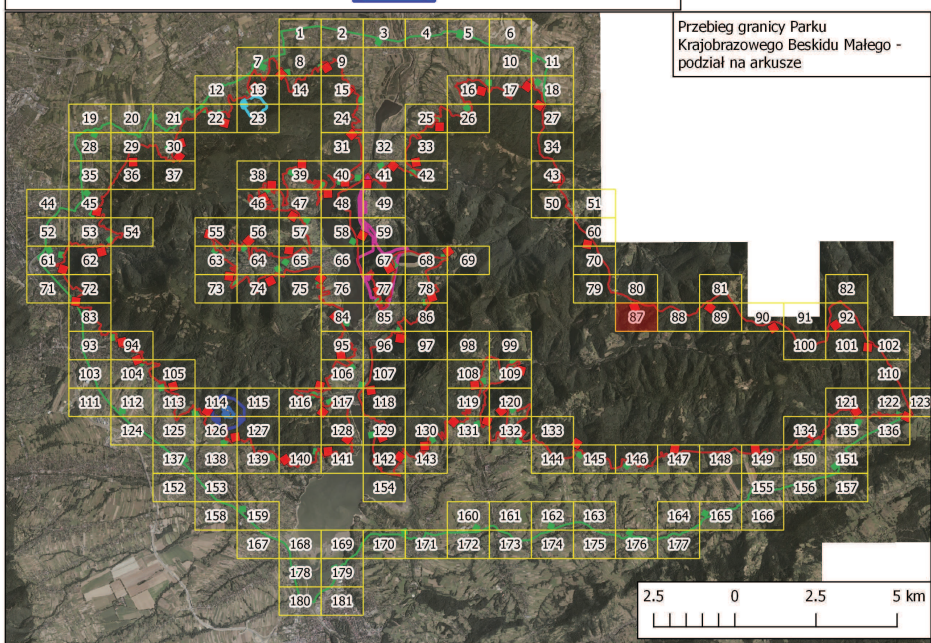 Przebieg granicy Parku
Krajobrazowego Beskidu Małego -
podział na arkusze
1 2 3 4 5 6
7 8 9 10 11
12 13 14 15 16 17 18
19 20 21 22 23 24 25 26 27
28 29 30 31 32 33 34
35 36 37 38 39 40 41 42 43
44 45 46 47 48 49 50 51
52 53 54 55 56 57 58 59 60
61 62 63 64 65 66 67 68 69 70
71 72 73 74 75 76 77 78 79 80 81 82
83 84 85 86 87 88 89 90 91 92
93 94 95 96 97 98 99 100 101 102
103 104 105 106 107 108 109 110
111 112 113 114 115 116 117 118 119 120 121 122 123
124 125 126 127 128 129 130 131 132 133 134 135 136
137 138 139 140 141 142 143 144 145 146 147 148 149 150 151
152 153 154 155 156 157
158 159 160 161 162 163 164 165 166
167 168 169 170 171 172 173 174 175 176 177
178 179
180 181
2.5 0 2.5 5 km